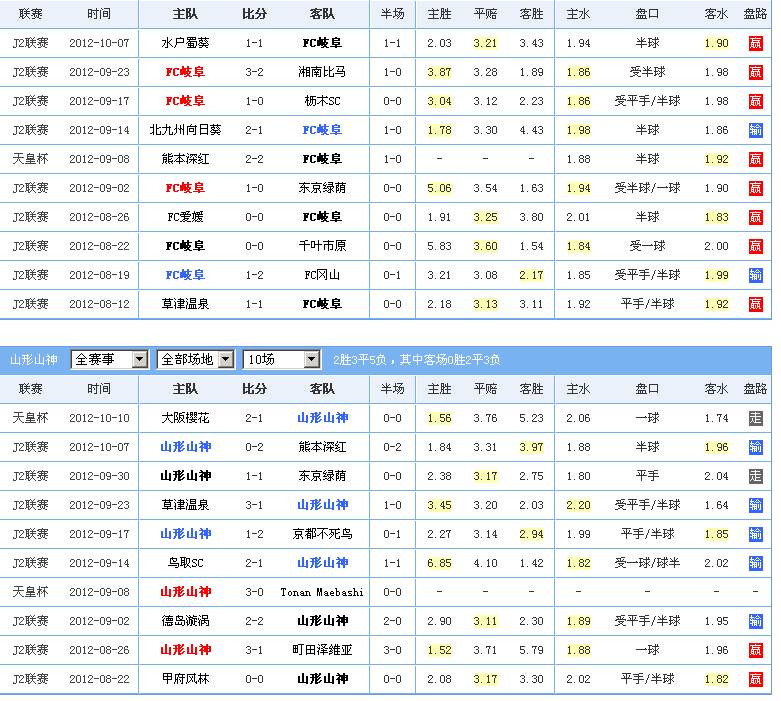 联赛 时间 主队 比分 客队 半场 主胜 平赔 客胜 主水 盘口 客水 盘路
J2联赛 2012-10-07 水户蜀葵 1-1 FC岐阜 1-1 2.03 3.21 3.43 1.94 半球 1.90 赢
J2联赛 2012-09-23 FC岐阜 3-2 湘南比马 1-0 3.87 3.28 1.89 1.86 受半球 1.98 赢
J2联赛 2012-09-17 FC岐阜 1-0 枥木SC 0-0 3.04 3.12 2.23 1.86 受平手/半球 1.98 赢
J2联赛 2012-09-14 北九州向日葵 2-1 FC岐阜 1-0 1.78 3.30 4.43 1.98 半球 1.86 输
天皇杯 2012-09-08 熊本深红 2-2 FC岐阜 1-0 - - - 1.88 半球 1.92 赢
J2联赛 2012-09-02 FC岐阜 1-0 东京绿荫 0-0 5.06 3.54 1.63 1.94 受半球/一球 1.90 赢
J2联赛 2012-08-26 FC爱媛 0-0 FC岐阜 0-0 1.91 3.25 3.80 2.01 半球 1.83 赢
J2联赛 2012-08-22 FC岐阜 0-0 千叶市原 0-0 5.83 3.60 1.54 1.84 受一球 2.00 赢
J2联赛 2012-08-19 FC岐阜 1-2 FC冈山 0-1 3.21 3.08 2.17 1.85 受平手/半球 1.99 输
J2联赛 2012-08-12 草津温泉 1-1 FC岐阜 0-0 2.18 3.13 3.11 1.92 平手/半球 1.92 赢
山形山神 全赛事 全部场地 10场 2胜3平5负，其中客场0胜2平3负
联赛 时间 主队 比分 客队 半场 主胜 平赔 客胜 主水 盘口 客水 盘路
天皇杯 2012-10-10 大阪樱花 2-1 山形山神 0-0 1.56 3.76 5.23 2.06 一球 1.74 走
J2联赛 2012-10-07 山形山神 0-2 熊本深红 0-2 1.84 3.31 3.97 1.88 半球 1.96 输
J2联赛 2012-09-30 山形山神 1-1 东京绿荫 0-0 2.38 3.17 2.75 1.80 平手 2.04 走
J2联赛 2012-09-23 草津温泉 3-1 山形山神 1-0 3.45 3.20 2.03 2.20 受平手/半球 1.64 输
J2联赛 2012-09-17 山形山神 1-2 京都不死鸟 0-1 2.27 3.14 2.94 1.99 平手/半球 1.85 输
J2联赛 2012-09-14 鸟取SC 2-1 山形山神 1-1 6.85 4.10 1.42 1.82 受一球/球半 2.02 输
天皇杯 2012-09-08 山形山神 3-0 Tonan Maebashi 0-0 - - - - - - -
J2联赛 2012-09-02 德岛漩涡 2-2 山形山神 2-0 2.90 3.11 2.30 1.89 受平手/半球 1.95 输
J2联赛 2012-08-26 山形山神 3-1 町田泽维亚 3-0 1.52 3.71 5.79 1.88 一球 1.96 赢
J2联赛 2012-08-22 甲府风林 0-0 山形山神 0-0 2.08 3.17 3.30 2.02 平手/半球 1.82 赢